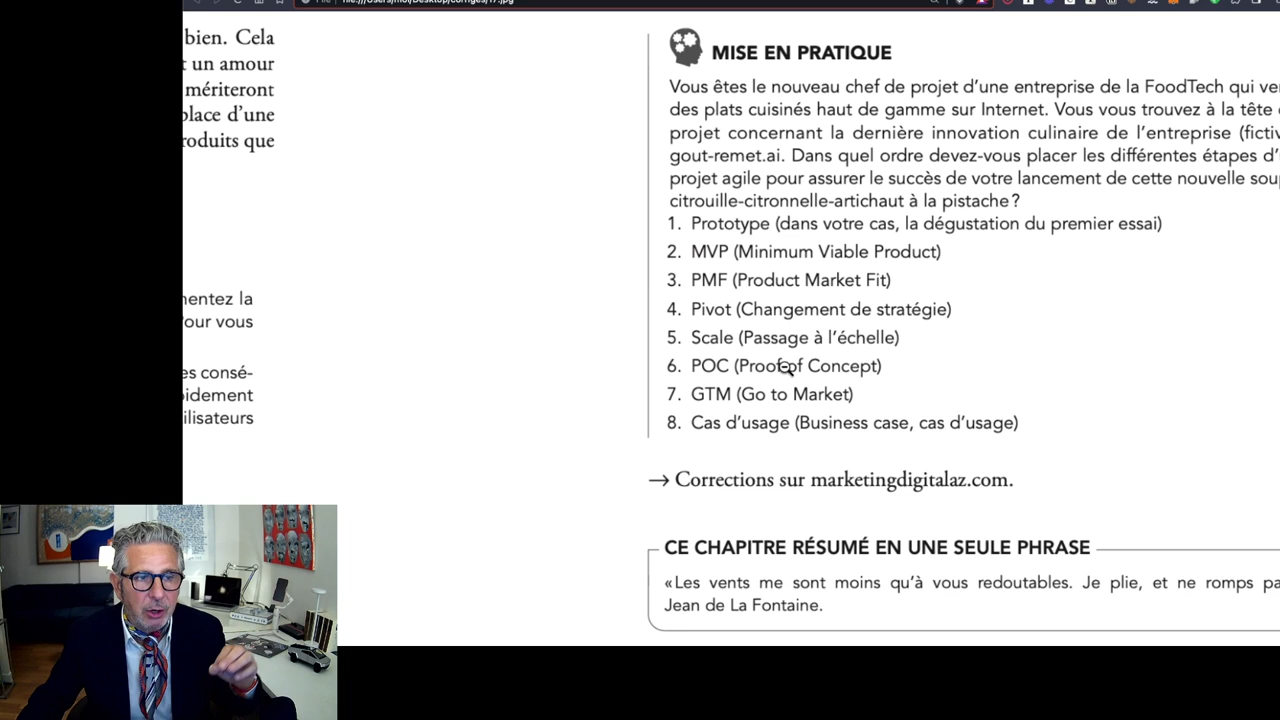 bien. Cela
t un amour
mériteront
place d'une
roduits que
mentez la
Pour vous
es consé-
pidement
ilisateurs
MISE EN PRATIQUE
Vous êtes le nouveau chef de projet d'une entreprise de la FoodTech qui ve
des plats cuisinés haut de gamme sur Internet. Vous vous trouvez à la tête
projet concernant la dernière innovation culinaire de l'entreprise (fictiv
gout-remet.ai. Dans quel ordre devez-vous placer les différentes étapes d'
projet agile pour assurer le succès de votre lancement de cette nouvelle sou
citrouille-citronnelle-artichaut à la pistache ?
1. Prototype (dans votre cas, la dégustation du premier essai)
2. MVP (Minimum Viable Product)
3. PMF (Product Market Fit)
4. Pivot (Changement de stratégie)
5. Scale (Passage à l'échelle)
6. POC (Proof of Concept)
7. GTM (Go to Market)
8. Cas d'usage (Business case, cas d'usage)
→ Corrections sur marketingdigitalaz.com.
CE CHAPITRE RÉSUMÉ EN UNE SEULE PHRASE
« Les vents me sont moins qu'à vous redoutables. Je plie, et ne romps pa
Jean de La Fontaine.